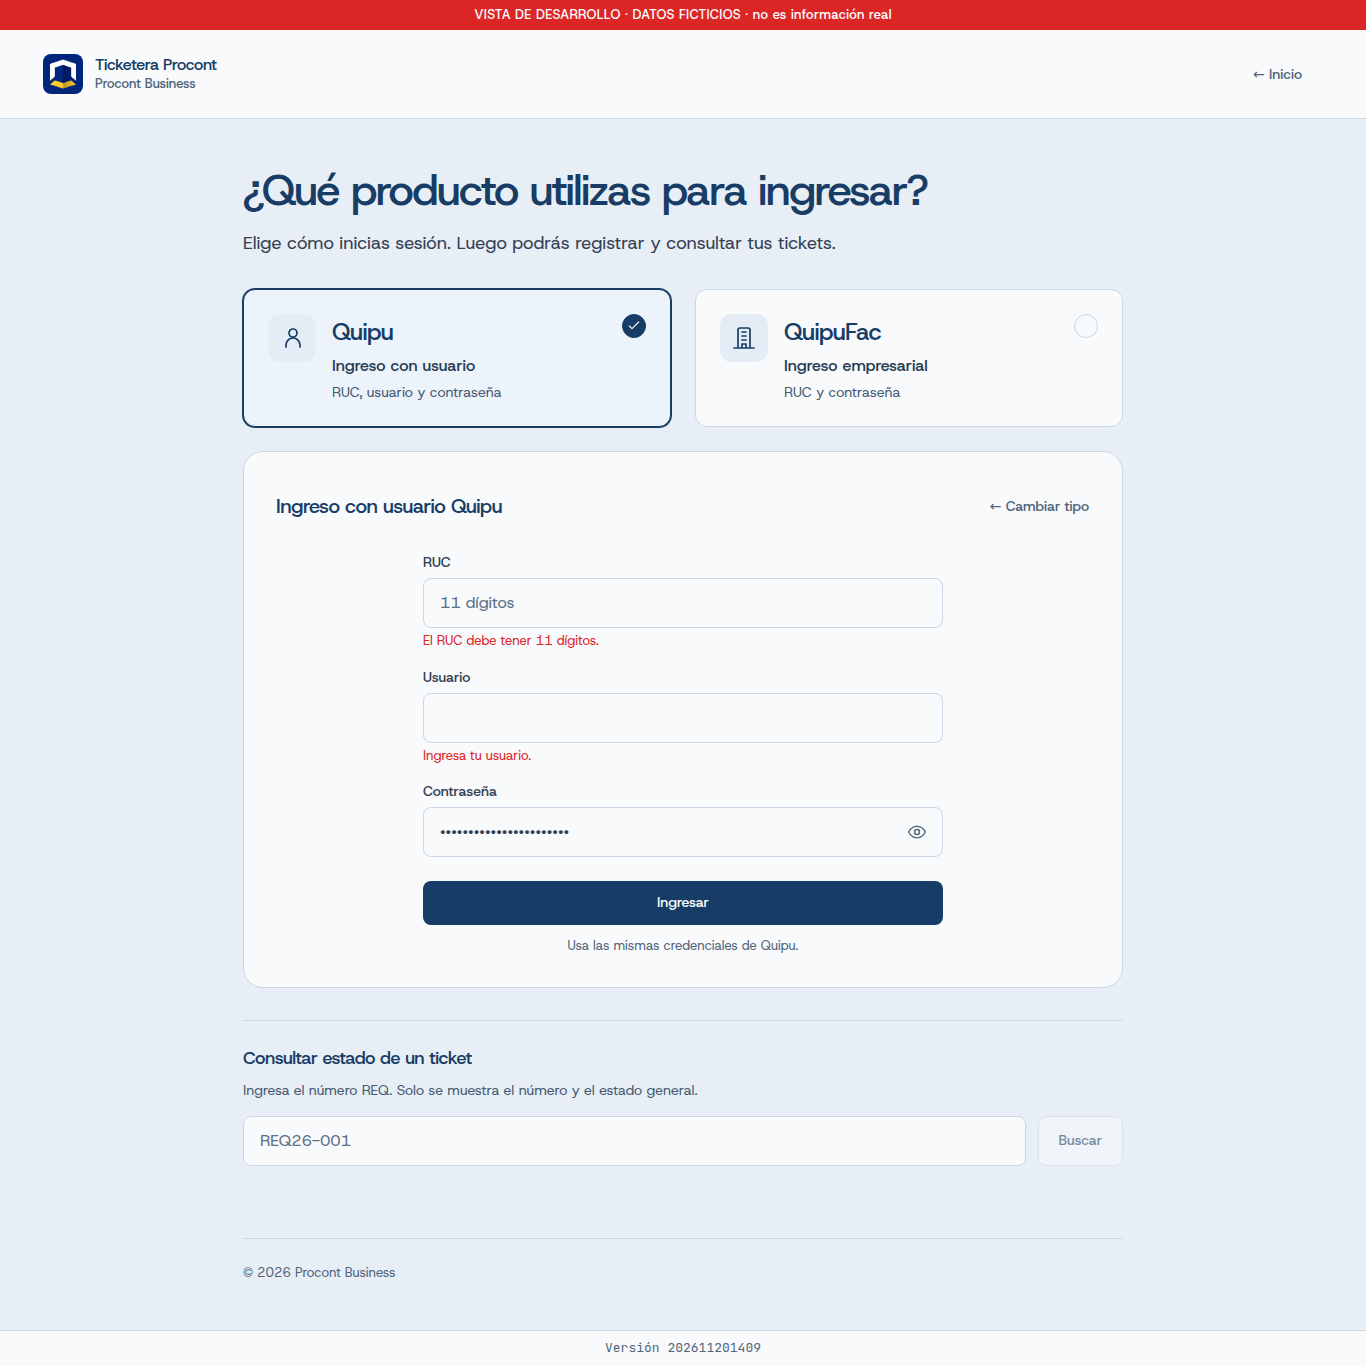 VISTA DE DESARROLLO · DATOS FICTICIOS · no es información real
Ticketera Procont
Procont Business
← Inicio
¿Qué producto utilizas para ingresar?
Elige cómo inicias sesión. Luego podrás registrar y consultar tus tickets.
Quipu
Ingreso con usuario
RUC, usuario y contraseña
QuipuFac
Ingreso empresarial
RUC y contraseña
Ingreso con usuario Quipu
← Cambiar tipo
RUC
11 dígitos
El RUC debe tener 11 dígitos.
Usuario
Ingresa tu usuario.
Contraseña
•••••••••••••••••••••••
Ingresar
Usa las mismas credenciales de Quipu.
Consultar estado de un ticket
Ingresa el número REQ. Solo se muestra el número y el estado general.
REQ26-001
Buscar
© 2026 Procont Business
Versión 202611201409